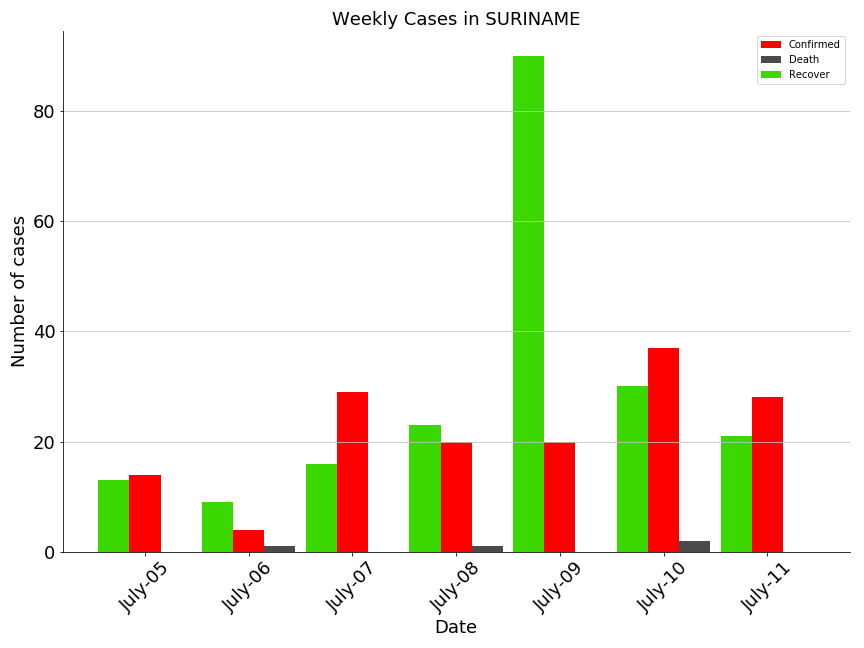 Weekly Cases in SURINAME
Confirmed
Death
Recover
Number of cases
80
60
40
20
0
July-05
July-06
July-07
July-08
July-09
July-10
July-11
Date